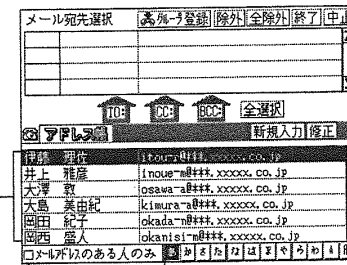 メール宛先選択 グループ登録 除外 全除外 終了 中止
TO: CC: BCC: 全選択
アドレス帳 新規入力 修正
伊藤 理佐 itou-r@***.xxxxx.co.jp
井上 雅彦 inoue-m@***.xxxxx.co.jp
大澤 敦 osawa-a@***.xxxxx.co.jp
大島 美由紀 kimura-a@***.xxxxx.co.jp
岡田 紀子 okada-n@***.xxxxx.co.jp
岡西 盛人 okanisi-m@***.xxxxx.co.jp
□メールアドレスのある人のみ あ か さ た な は ま や ら わ